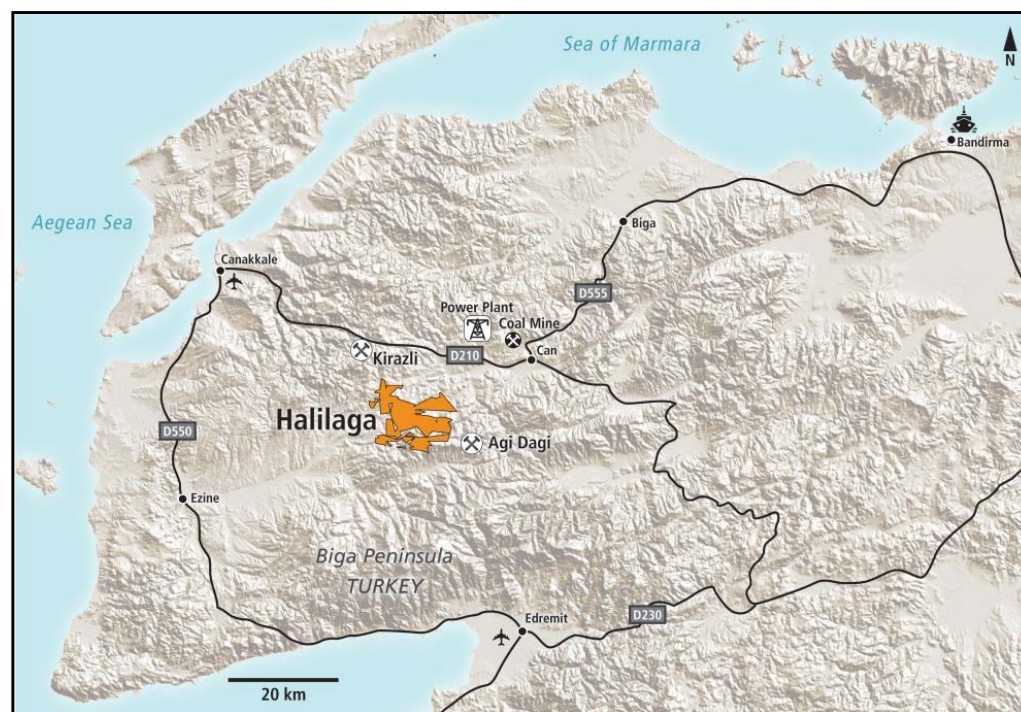 Sea of Marmara
N
Bandirma
Aegean Sea
Biga
Canakkale
D555
Power Plant
Coal Mine
Kirazli
D210
Can
Halilaga
D550
Agi Dagi
Ezine
Biga Peninsula
TURKEY
D230
Edremit
20 km